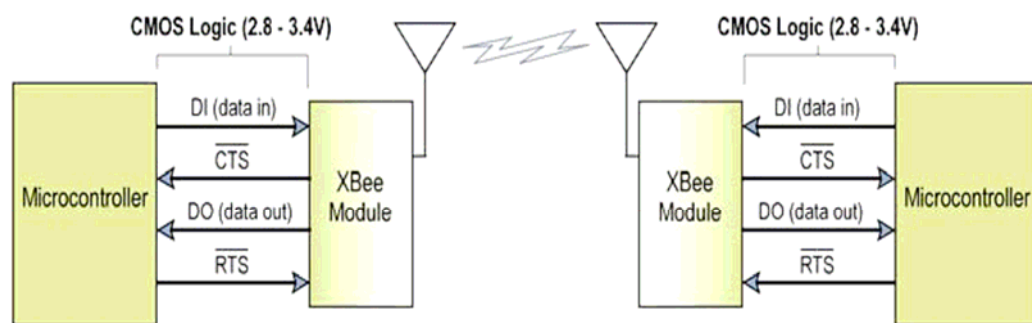 CMOS Logic (2.8 - 3.4V)
CMOS Logic (2.8 - 3.4V)
DI (data in)
CTS
DO (data out)
RTS
Microcontroller
XBee
Module
DI (data in)
CTS
DO (data out)
RTS
XBee
Module
Microcontroller